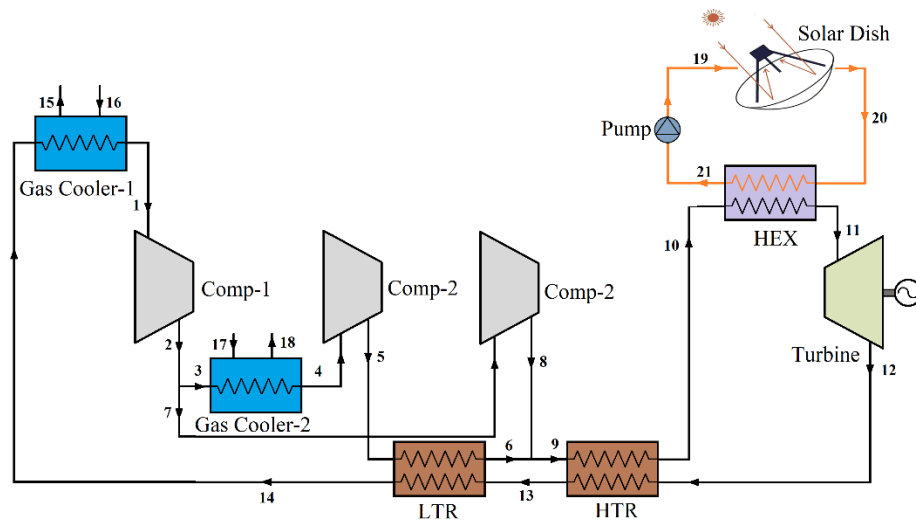 Solar Dish
19
20
15
16
Pump
21
Gas Cooler-1
1
HEX
10
11
Comp-1
Comp-2
Comp-2
2
17
18
5
8
Turbine
3
4
12
7
Gas Cooler-2
6
9
14
13
LTR
HTR